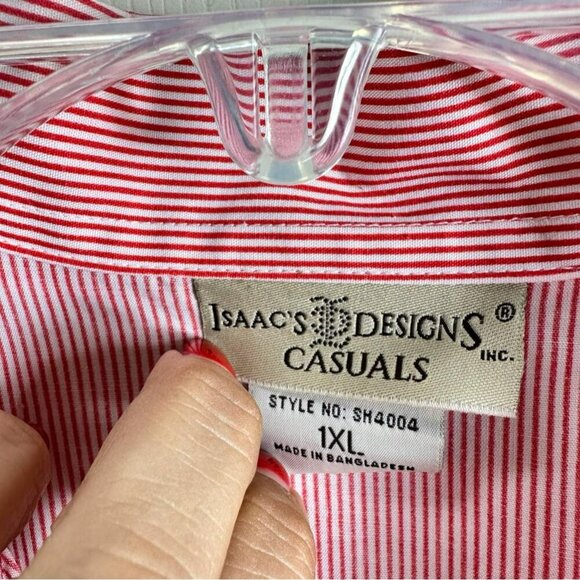 ISAAC'S DESIGNS ®
CASUALS INC.
STYLE NO: SH4004
1XL
MADE IN BANGLADESH